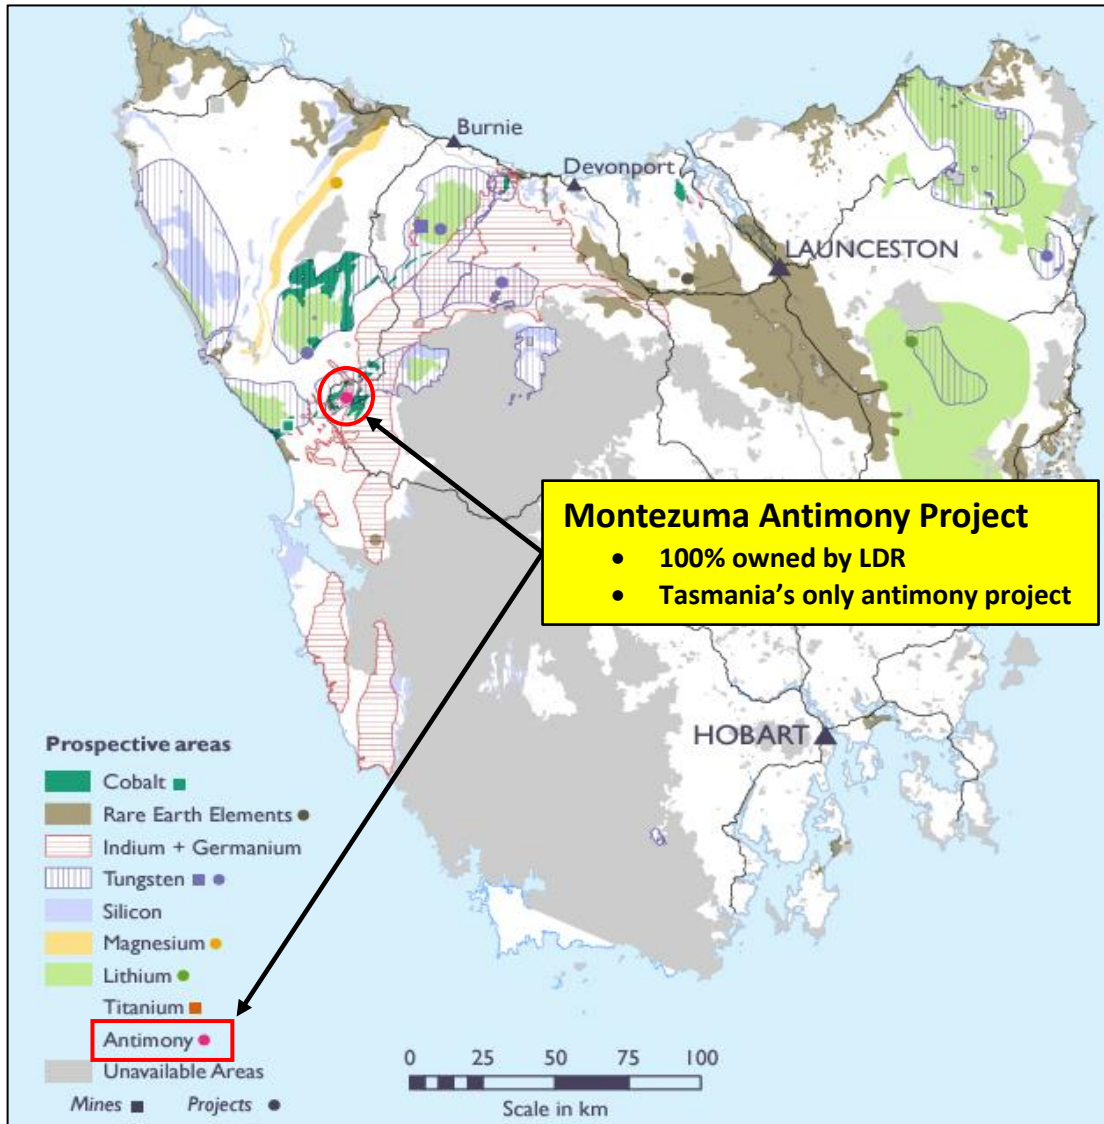 Burnie
Devonport
LAUNCESTON
Montezuma Antimony Project
• 100% owned by LDR
• Tasmania's only antimony project
HOBART
Prospective areas
Cobalt
Rare Earth Elements
Indium + Germanium
Tungsten
Silicon
Magnesium
Lithium
Titanium
Antimony
Unavailable Areas
Mines Projects
0 25 50 75 100
Scale in km